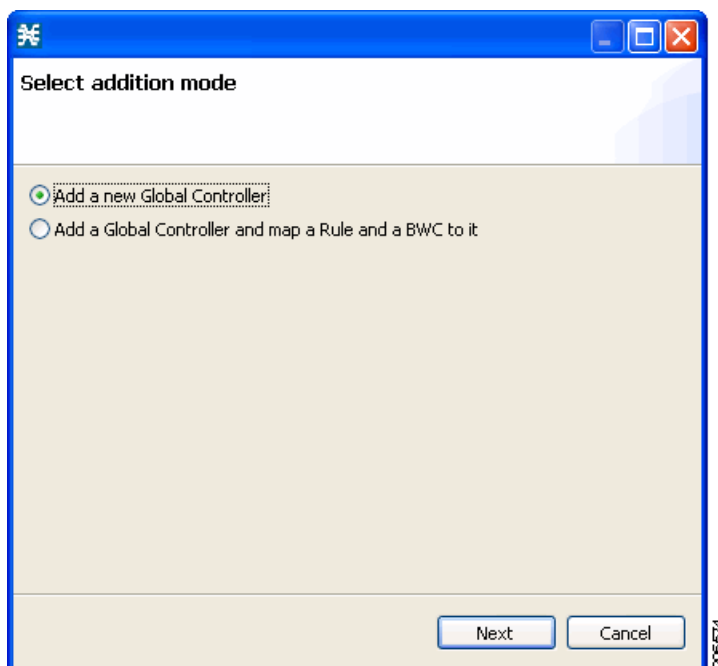 Select addition mode
Add a new Global Controller
Add a Global Controller and map a Rule and a BWC to it
Next
Cancel